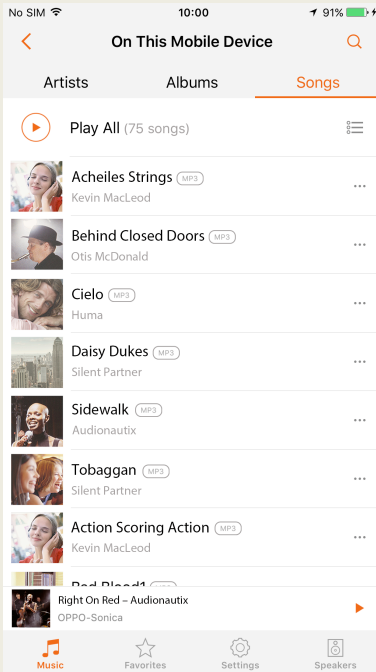 No SIM 10:00 91%
On This Mobile Device
Artists Albums Songs
Play All (75 songs)
Acheiles Strings MP3
Kevin MacLeod
Behind Closed Doors MP3
Otis McDonald
Cielo MP3
Huma
Daisy Dukes MP3
Silent Partner
Sidewalk MP3
Audionautix
Tobaggan MP3
Silent Partner
Action Scoring Action MP3
Kevin MacLeod
Red Blood1 MP3
Right On Red – Audionautix
OPPO-Sonica
Music Favorites Settings Speakers